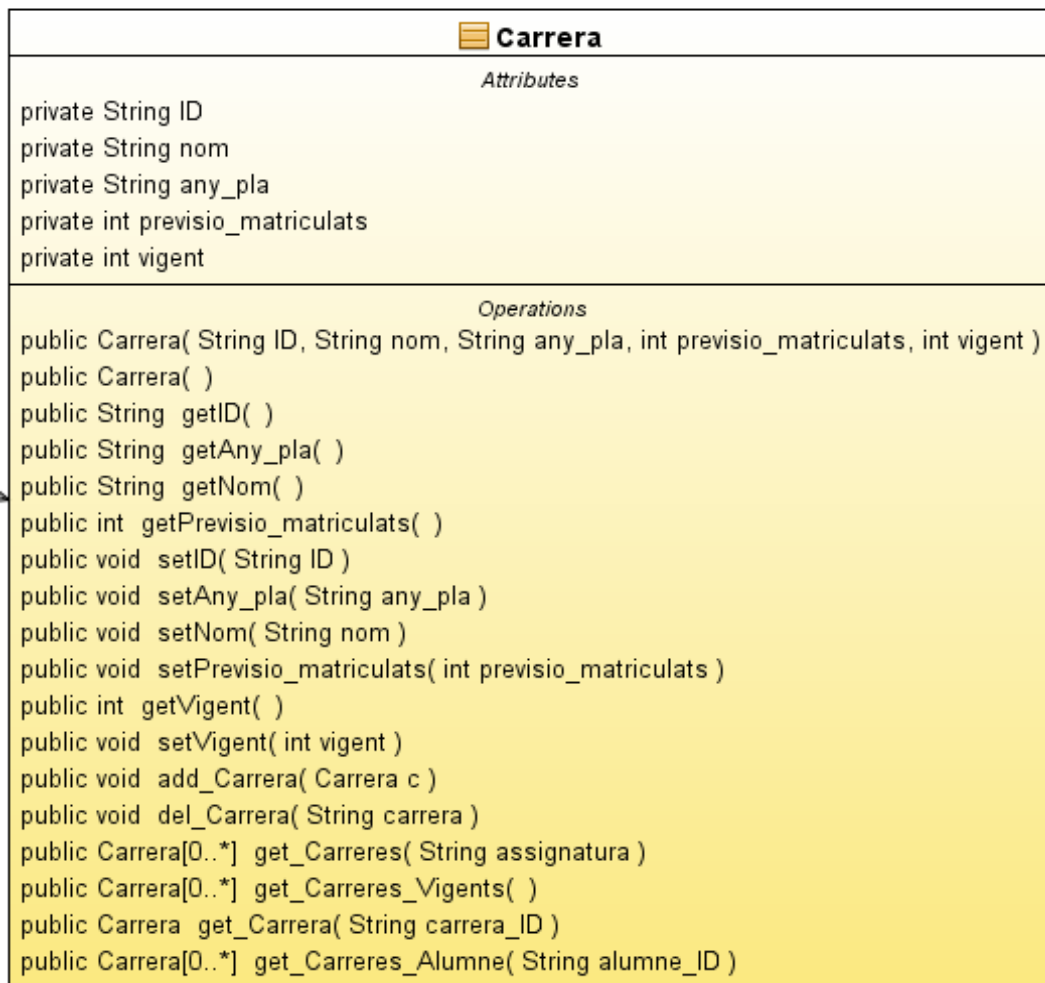 Carrera
Attributes
private String ID
private String nom
private String any_pla
private int previsio_matriculats
private int vigent
Operations
public Carrera( String ID, String nom, String any_pla, int previsio_matriculats, int vigent )
public Carrera( )
public String getID( )
public String getAny_pla( )
public String getNom( )
public int getPrevisio_matriculats( )
public void setID( String ID )
public void setAny_pla( String any_pla )
public void setNom( String nom )
public void setPrevisio_matriculats( int previsio_matriculats )
public int getVigent( )
public void setVigent( int vigent )
public void add_Carrera( Carrera c )
public void del_Carrera( String carrera )
public Carrera[0..*] get_Carreres( String assignatura )
public Carrera[0..*] get_Carreres_Vigents( )
public Carrera get_Carrera( String carrera_ID )
public Carrera[0..*] get_Carreres_Alumne( String alumne_ID )